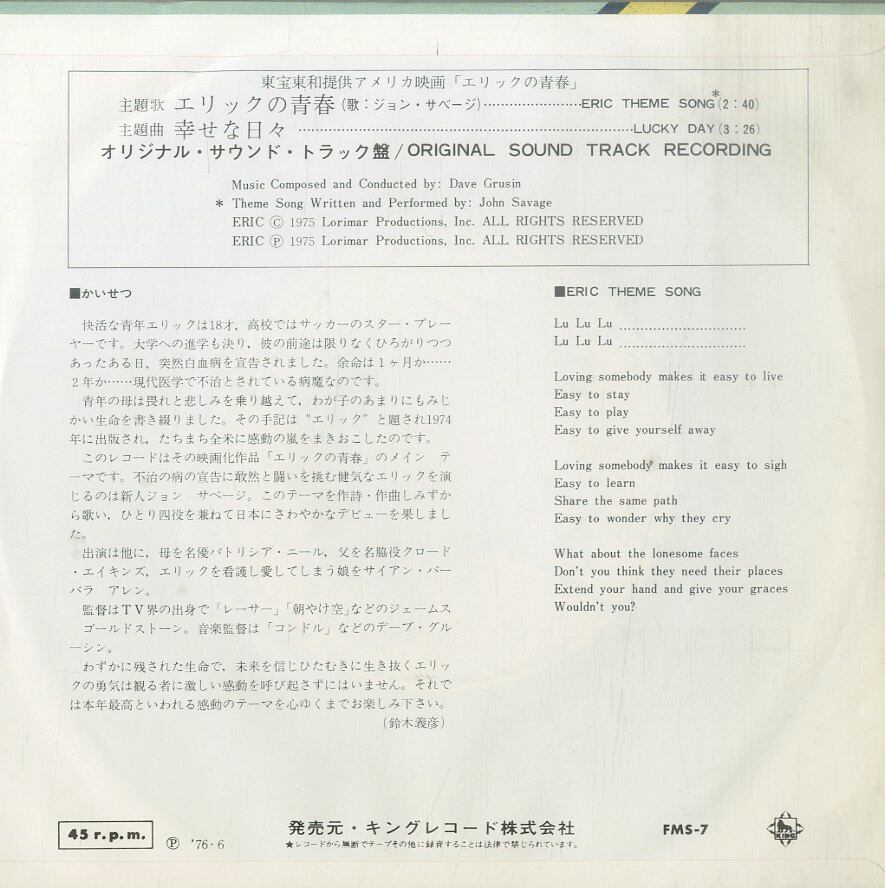 東宝東和提供アメリカ映画「エリックの青春」
主題歌 エリックの青春 (歌：ジョン・サベージ)……………………ERIC THEME SONG*(2：40)
主題曲 幸せな日々 ……………………………………………………LUCKY DAY(3：26)
オリジナル・サウンド・トラック盤/ORIGINAL SOUND TRACK RECORDING
Music Composed and Conducted by: Dave Grusin
* Theme Song Written and Performed by: John Savage
ERIC Ⓒ 1975 Lorimar Productions, Inc. ALL RIGHTS RESERVED
ERIC Ⓟ 1975 Lorimar Productions, Inc. ALL RIGHTS RESERVED
■かいせつ
快活な青年エリックは18才，高校ではサッカーのスター・プレー
ヤーです。大学への進学も決り，彼の前途は限りなくひろがりつつ
あったある日，突然白血病を宣告されました。余命は１ヶ月か……
２年か……現代医学で不治とされている病魔なのです。
青年の母は畏れと悲しみを乗り越えて，わが子のあまりにもみじ
かい生命を書き綴りました。その手記は〝エリック〞と題され1974
年に出版され，たちまち全米に感動の嵐をまきおこしたのです。
このレコードはその映画化作品「エリックの青春」のメイン　テ
ーマです。不治の病の宣告に敢然と闘いを挑む健気なエリックを演
じるのは新人ジョン　サベージ。このテーマを作詩・作曲しみずか
ら歌い，ひとり四役を兼ねて日本にさわやかなデビューを果しまし
た。
出演は他に，母を名優パトリシア・ニール，父を名脇役クロード
・エイキンズ，エリックを看護し愛してしまう娘をサイアン・バー
バラ　アレン。
監督はＴＶ界の出身で「レーサー」「朝やけ空」などのジェームス
ゴールドストーン。音楽監督は「コンドル」などのデーブ・グル
ーシン。
わずかに残された生命で，未来を信じひたむきに生き抜くエリッ
クの勇気は観る者に激しい感動を呼び起さずにはいません。それで
は本年最高といわれる感動のテーマを心ゆくまでお楽しみ下さい。
(鈴木義彦)
■ERIC THEME SONG
Lu Lu Lu ................................
Lu Lu Lu ................................
Loving somebody makes it easy to live
Easy to stay
Easy to play
Easy to give yourself away
Loving somebody makes it easy to sigh
Easy to learn
Share the same path
Easy to wonder why they cry
What about the lonesome faces
Don't you think they need their places
Extend your hand and give your graces
Wouldn't you?
45 r.p.m.
Ⓟ '76・6
発売元・キングレコード株式会社
★レコードから無断でテープその他に録音することは法律で禁じられています。
FMS-7
KING